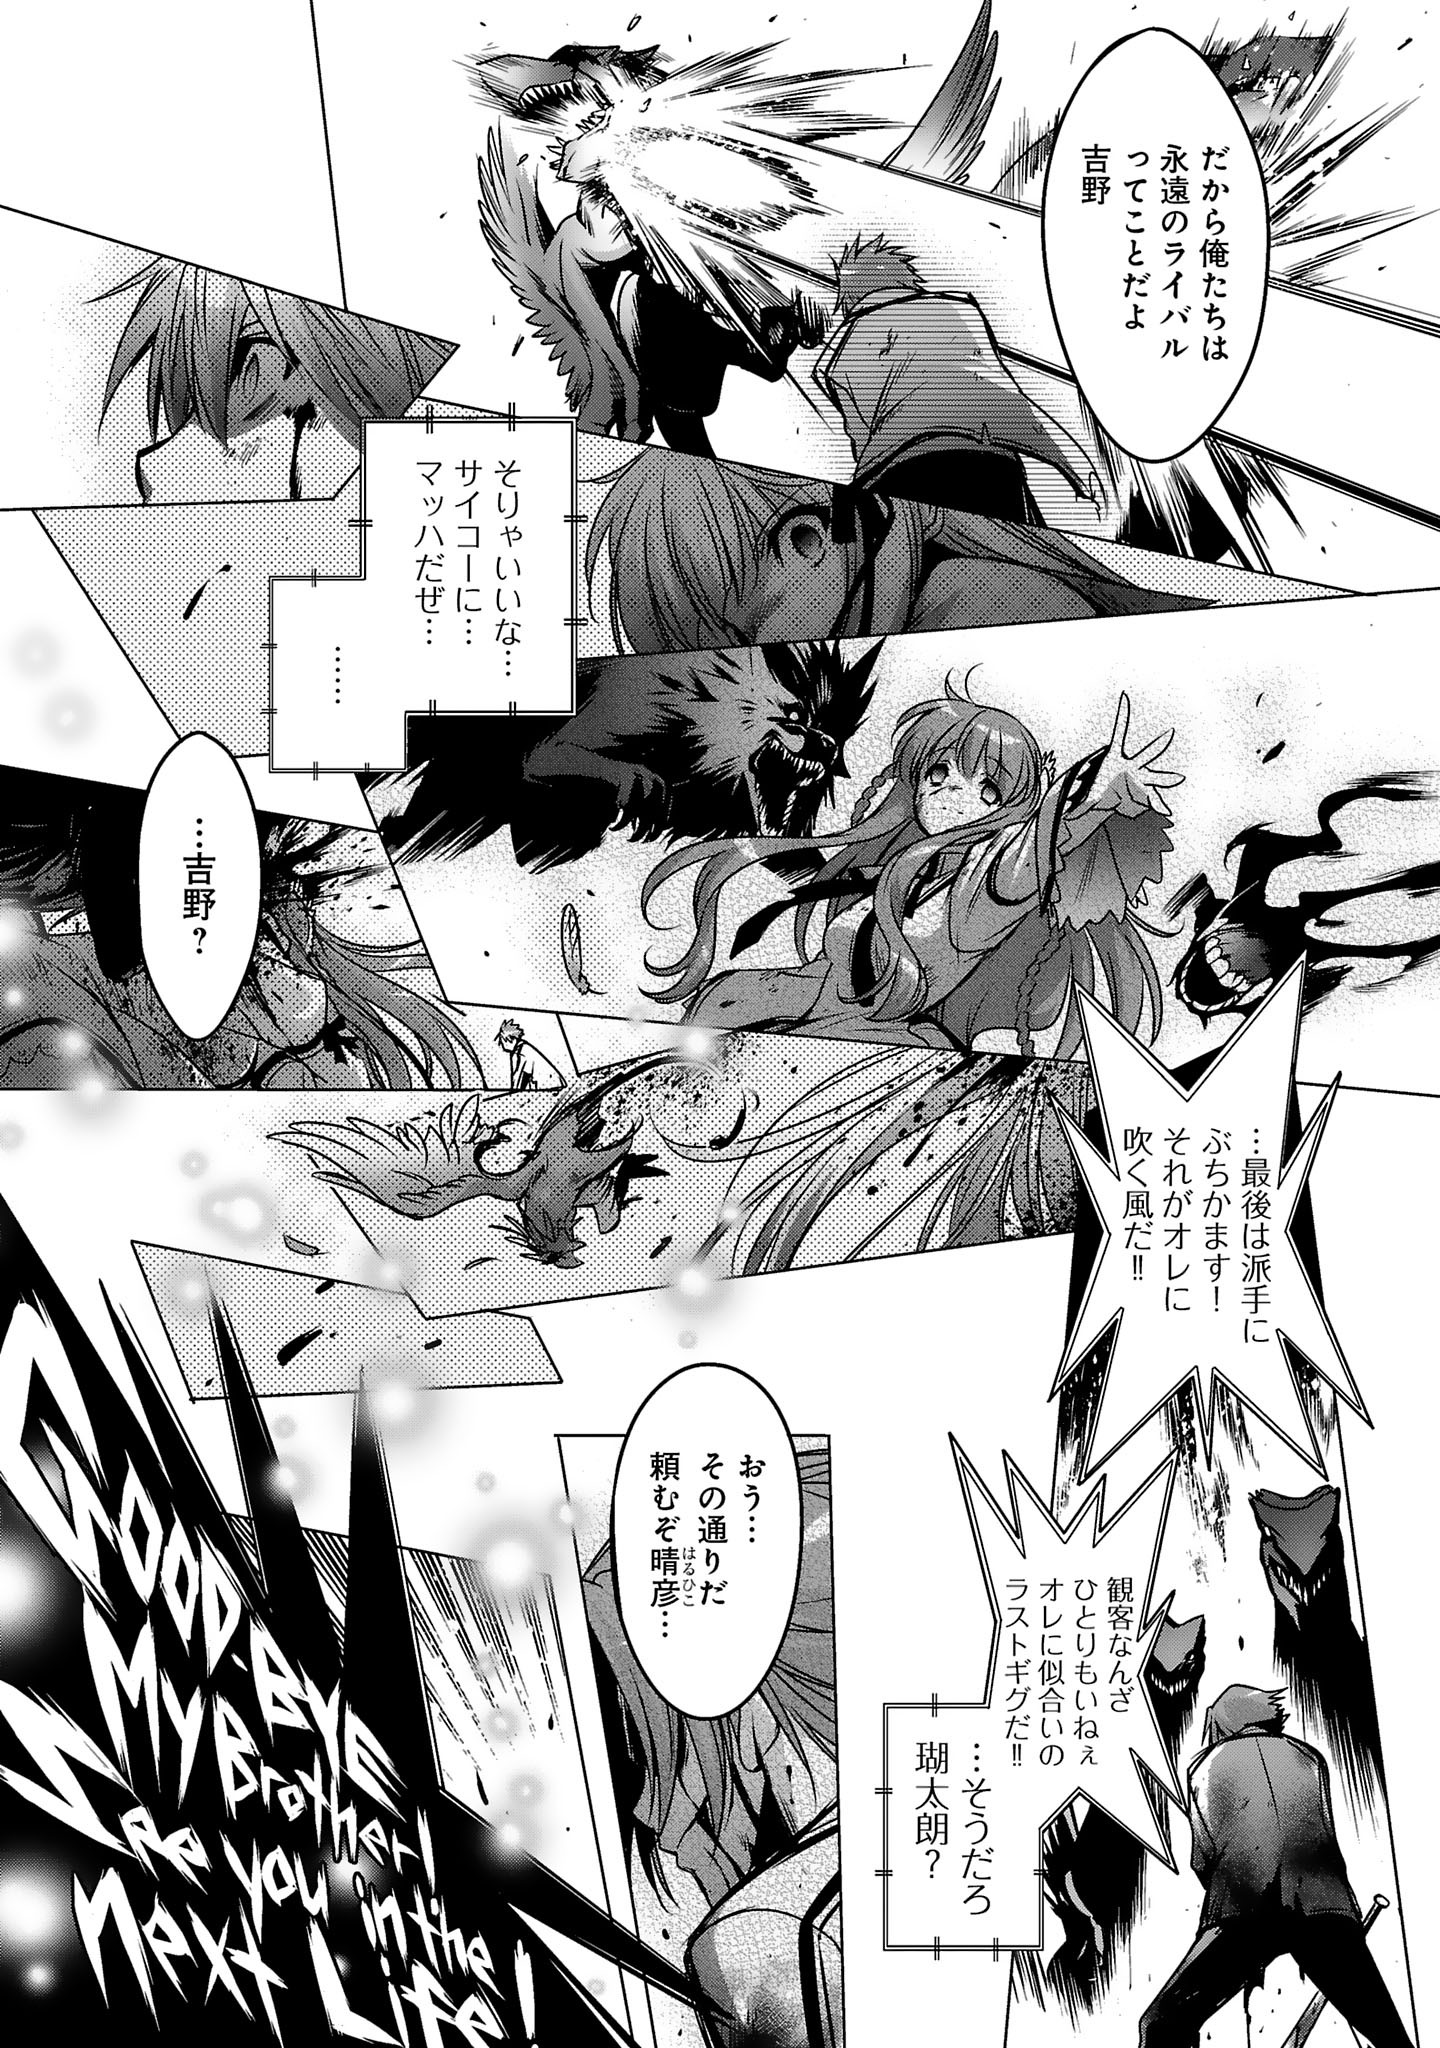 だから俺たちは
永遠のライバル
ってことだよ
吉野
そりゃいいな…
サイコーに…
マッハだぜ…
……
…吉野?
…最後は派手に
ぶちかます!
それがオレに
吹く風だ!!
観客なんざ
ひとりもいねぇ
オレに似合いの
ラストギグだ!!
…そうだろ
瑚太朗?
おう…
その通りだ
頼むぞ晴彦…
はるひこ
GOOD-BYE
My Brother!
See you in the
next Life!